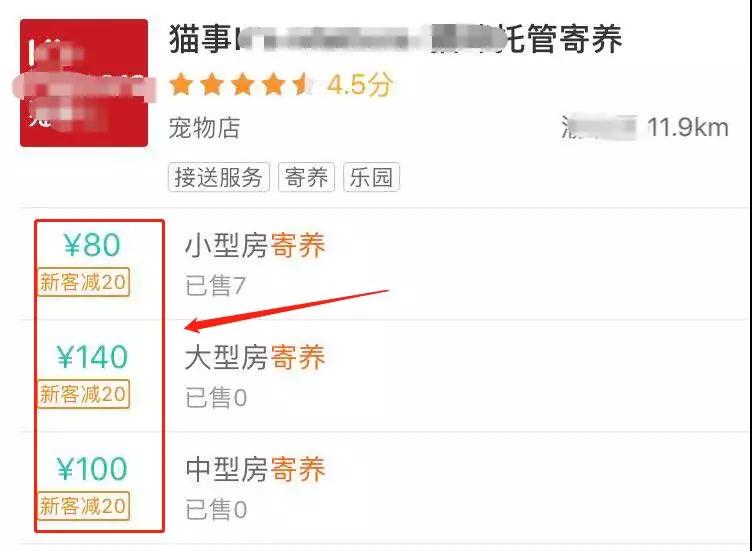 猫事
托管寄养
4.5分
宠物店
11.9km
接送服务 寄养 乐园
¥80 小型房寄养
新客减20 已售7
¥140 大型房寄养
新客减20 已售0
¥100 中型房寄养
新客减20 已售0